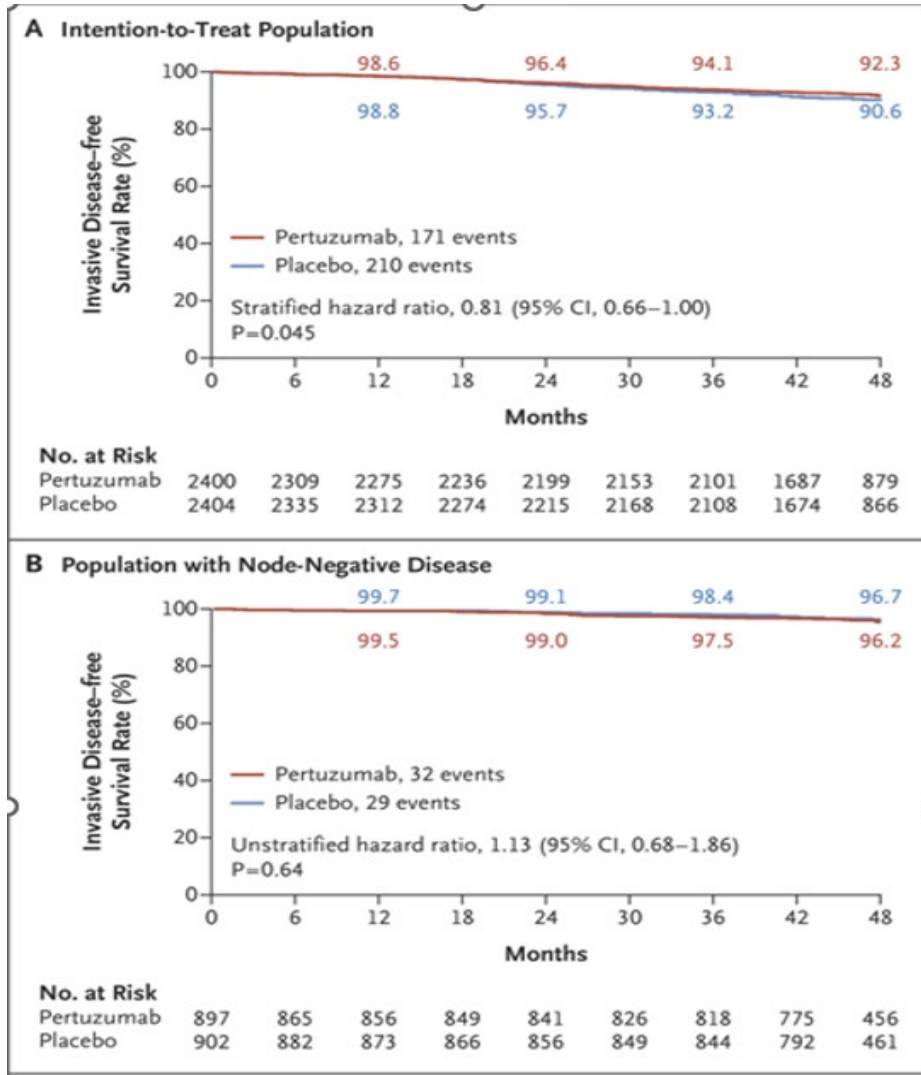 A Intention-to-Treat Population
98.6 96.4 94.1 92.3
98.8 95.7 93.2 90.6
Invasive Disease–free
Survival Rate (%)
100
80
60
40
20
0
Pertuzumab, 171 events
Placebo, 210 events
Stratified hazard ratio, 0.81 (95% CI, 0.66–1.00)
P=0.045
0 6 12 18 24 30 36 42 48
Months
No. at Risk
Pertuzumab 2400 2309 2275 2236 2199 2153 2101 1687 879
Placebo 2404 2335 2312 2274 2215 2168 2108 1674 866
B Population with Node-Negative Disease
99.7 99.1 98.4 96.7
99.5 99.0 97.5 96.2
Invasive Disease–free
Survival Rate (%)
100
80
60
40
20
0
Pertuzumab, 32 events
Placebo, 29 events
Unstratified hazard ratio, 1.13 (95% CI, 0.68–1.86)
P=0.64
0 6 12 18 24 30 36 42 48
Months
No. at Risk
Pertuzumab 897 865 856 849 841 826 818 775 456
Placebo 902 882 873 866 856 849 844 792 461